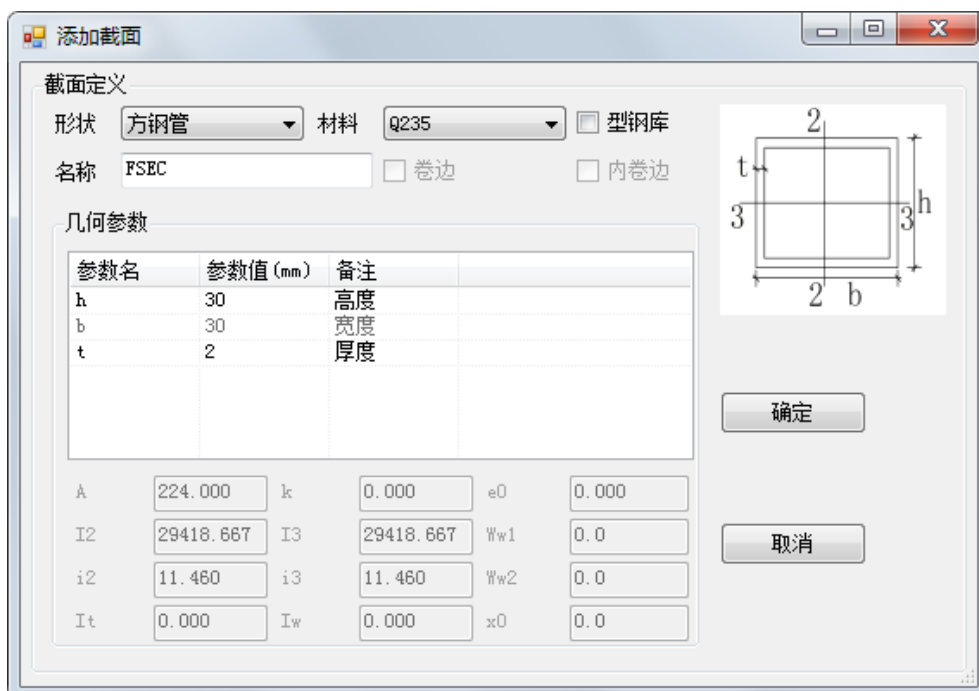 添加截面
截面定义
形状 方钢管 材料 Q235 型钢库
名称 FSEC 卷边 内卷边
几何参数
参数名 参数值(mm) 备注
h 30 高度
b 30 宽度
t 2 厚度
2
t
3 3 h
2 b
确定
取消
A 224.000 k 0.000 e0 0.000
I2 29418.667 I3 29418.667 Ww1 0.0
i2 11.460 i3 11.460 Ww2 0.0
It 0.000 Iw 0.000 x0 0.0